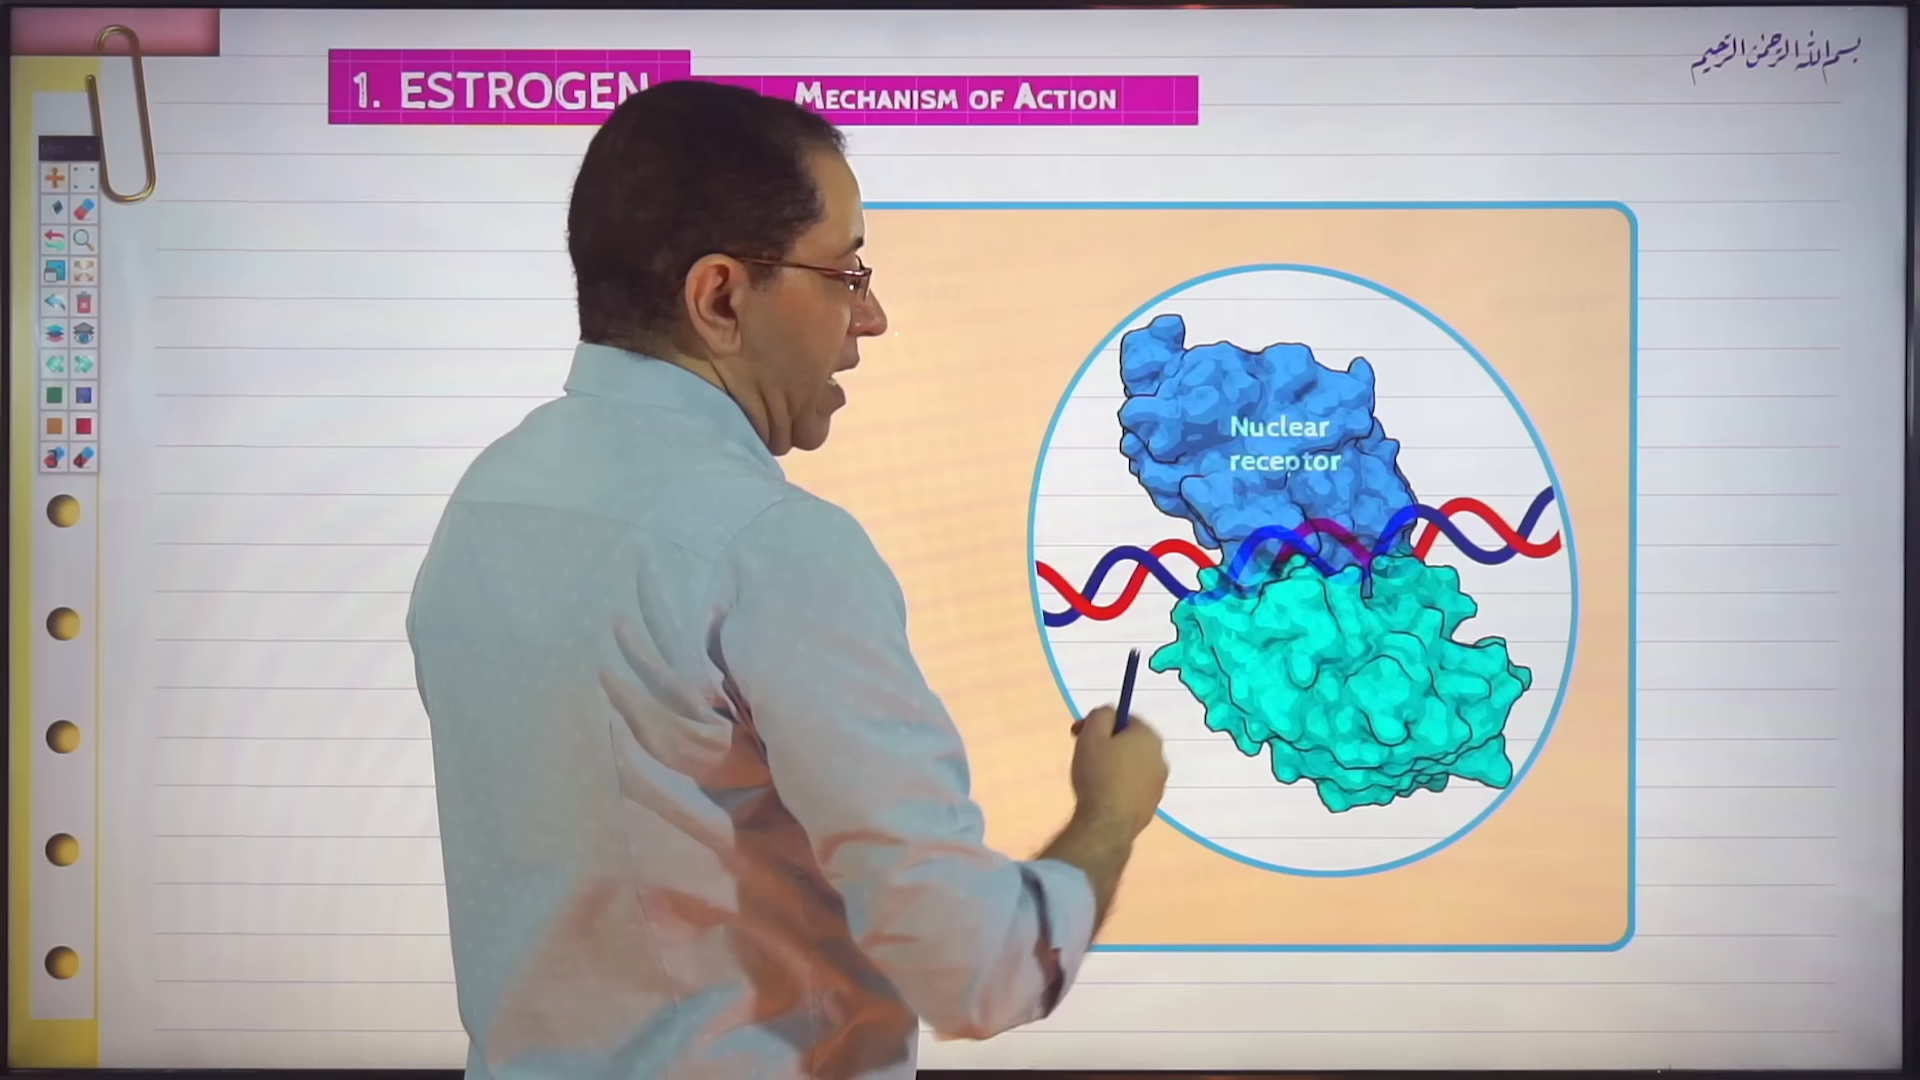 بسم الله الرحمن الرحيم
1. ESTROGEN
MECHANISM OF ACTION
Nuclear
receptor